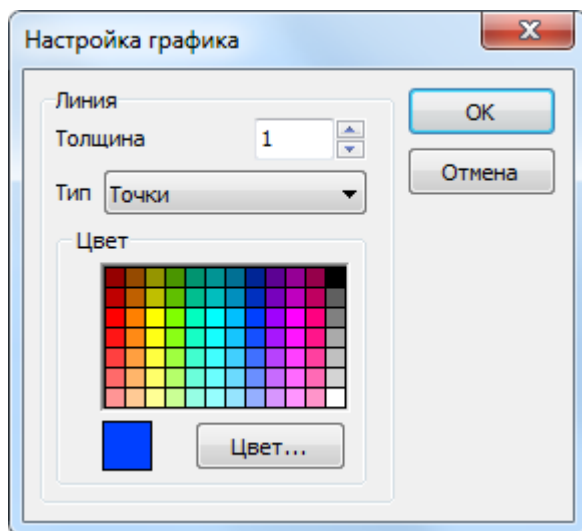 Настройка графика
Линия
Толщина 1
Тип Точки
Цвет
Цвет...
OK
Отмена